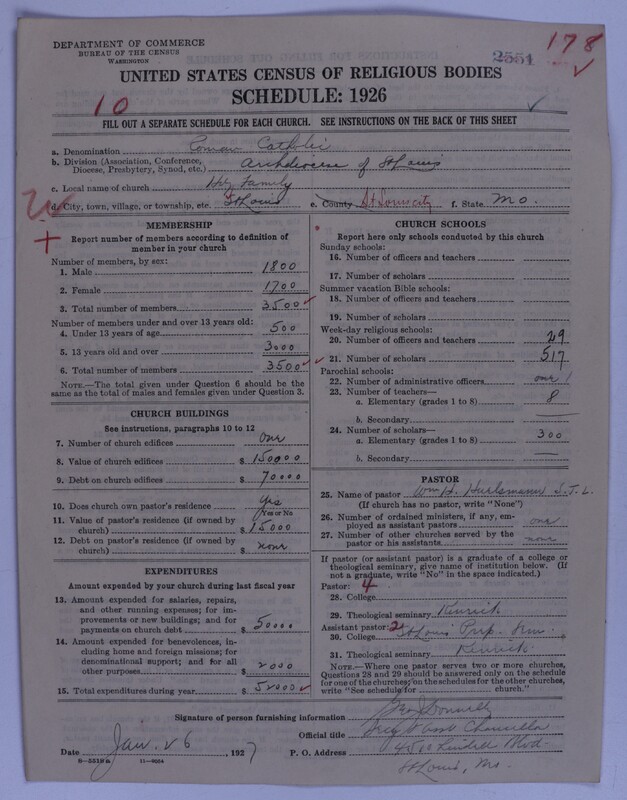 DEPARTMENT OF COMMERCE
BUREAU OF THE CENSUS
WASHINGTON
2551
178
UNITED STATES CENSUS OF RELIGIOUS BODIES
SCHEDULE: 1926
10
FILL OUT A SEPARATE SCHEDULE FOR EACH CHURCH. SEE INSTRUCTIONS ON THE BACK OF THIS SHEET
a. Denomination Roman Catholic
b. Division (Association, Conference, Diocese, Presbytery, Synod, etc.) Archdiocese of St Louis
c. Local name of church Holy Family
d. City, town, village, or township, etc. St Louis e. County St Louis city f. State Mo.
MEMBERSHIP
Report number of members according to definition of member in your church
Number of members, by sex:
1. Male 1800
2. Female 1700
3. Total number of members 3500
Number of members under and over 13 years old:
4. Under 13 years of age 500
5. 13 years old and over 3000
6. Total number of members 3500
NOTE.—The total given under Question 6 should be the same as the total of males and females given under Question 3.
CHURCH BUILDINGS
See instructions, paragraphs 10 to 12
7. Number of church edifices one
8. Value of church edifices $ 150000
9. Debt on church edifices $ 70000
10. Does church own pastor's residence Yes
Yes or No
11. Value of pastor's residence (if owned by church) $ 15000
12. Debt on pastor's residence (if owned by church) $ none
EXPENDITURES
Amount expended by your church during last fiscal year
13. Amount expended for salaries, repairs, and other running expenses; for improvements or new buildings; and for payments on church debt $ 50000
14. Amount expended for benevolences, including home and foreign missions; for denominational support; and for all other purposes $ 2000
15. Total expenditures during year $ 52000
CHURCH SCHOOLS
Report here only schools conducted by this church
Sunday schools:
16. Number of officers and teachers
17. Number of scholars
Summer vacation Bible schools:
18. Number of officers and teachers
19. Number of scholars
Week-day religious schools:
20. Number of officers and teachers 29
21. Number of scholars 517
Parochial schools:
22. Number of administrative officers one 1
23. Number of teachers—
a. Elementary (grades 1 to 8) 8
b. Secondary
24. Number of scholars—
a. Elementary (grades 1 to 8) 300
b. Secondary
PASTOR
25. Name of pastor Wm H.
(If church has no pastor, write "None")
26. Number of ordained ministers, if any, employed as assistant pastors one
27. Number of other churches served by the pastor or his assistants none
If pastor (or assistant pastor) is a graduate of a college or theological seminary, give name of institution below. (If not a graduate, write "No" in the space indicated.)
Pastor: 4
28. College
29. Theological seminary Kenrick
Assistant pastor: 2
30. College St Louis Prep. Sem.
31. Theological seminary Kenrick
NOTE.—Where one pastor serves two or more churches, Questions 28 and 29 should be answered only on the schedule for one of the churches; on the schedules for the other churches, write "See schedule for church."
Signature of person furnishing information Geo J Donnelly
Official title Chancellor
Date Jan. 26, 1927 P. O. Address Lindell Blvd.
St Louis, Mo.
8—5519a 11—9054